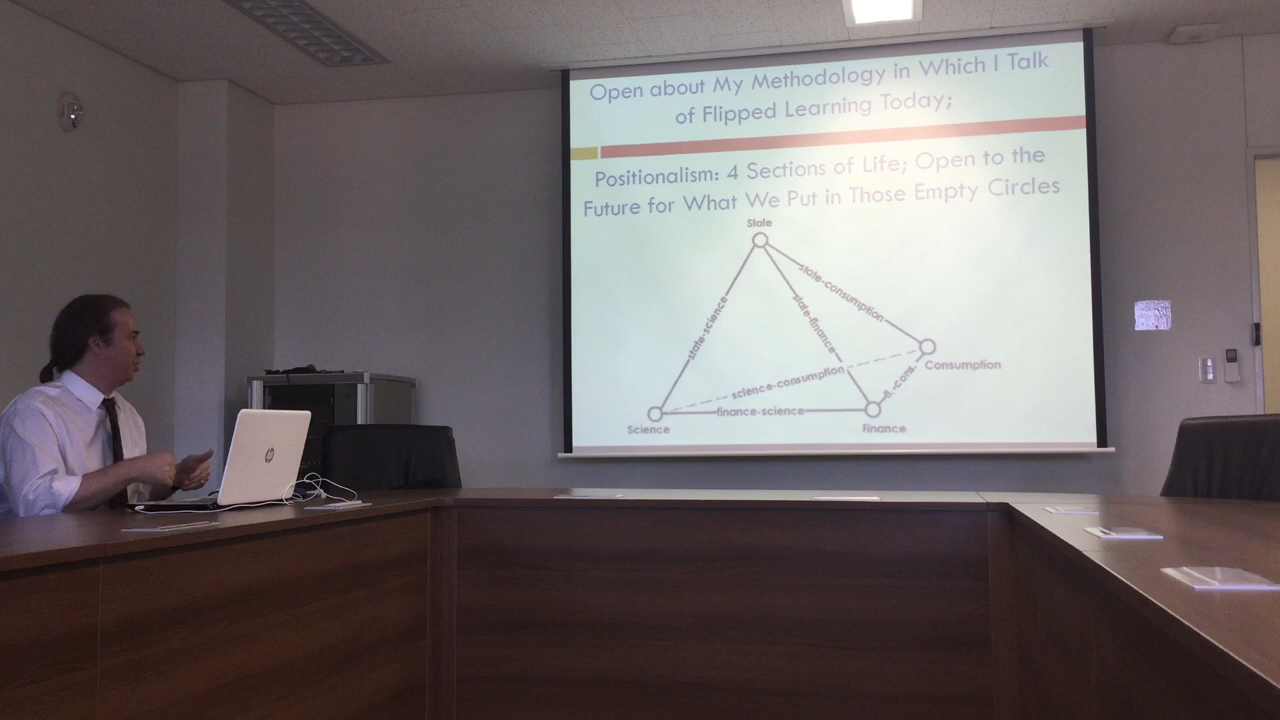 Open about My Methodology in Which I Talk
of Flipped Learning Today;
Positionalism: 4 Sections of Life; Open to the
Future for What We Put in Those Empty Circles
State
state-consumption
state-science
state-finance
Consumption
science-consumption
fi.-cons.
finance-science
Science
Finance
hp